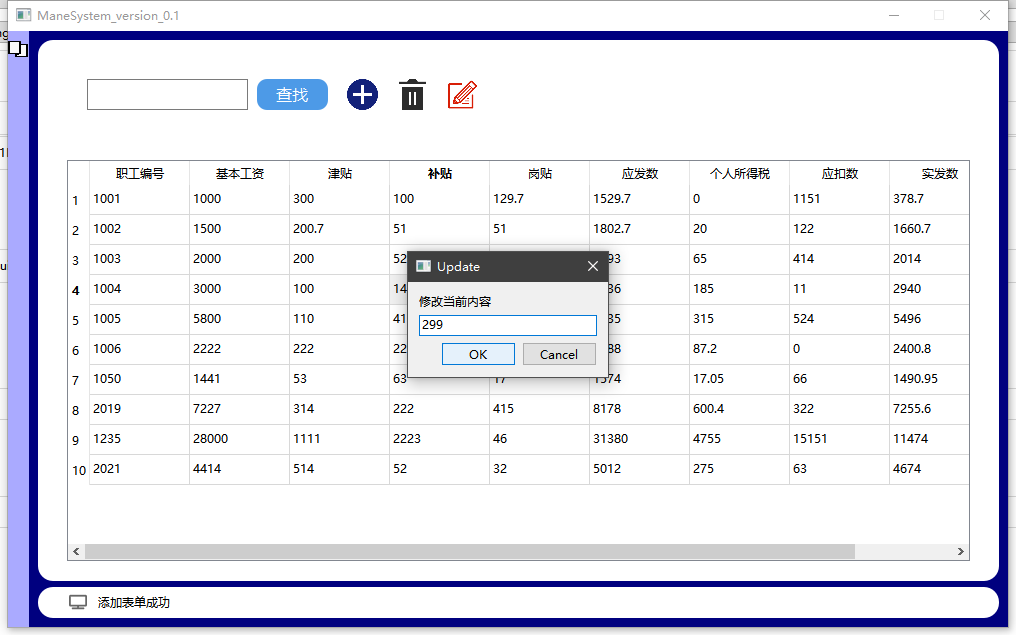 ManeSystem_version_0.1
查找
职工编号 基本工资 津贴 补贴 岗贴 应发数 个人所得税 应扣数 实发数
1 1001 1000 300 100 129.7 1529.7 0 1151 378.7
2 1002 1500 200.7 51 51 1802.7 20 122 1660.7
3 1003 2000 200 52 93 65 414 2014
4 1004 3000 100 14 36 185 11 2940
5 1005 5800 110 41 35 315 524 5496
6 1006 2222 222 22 88 87.2 0 2400.8
7 1050 1441 53 63 17 1574 17.05 66 1490.95
8 2019 7227 314 222 415 8178 600.4 322 7255.6
9 1235 28000 1111 2223 46 31380 4755 15151 11474
10 2021 4414 514 52 32 5012 275 63 4674
Update
修改当前内容
299
OK Cancel
添加表单成功